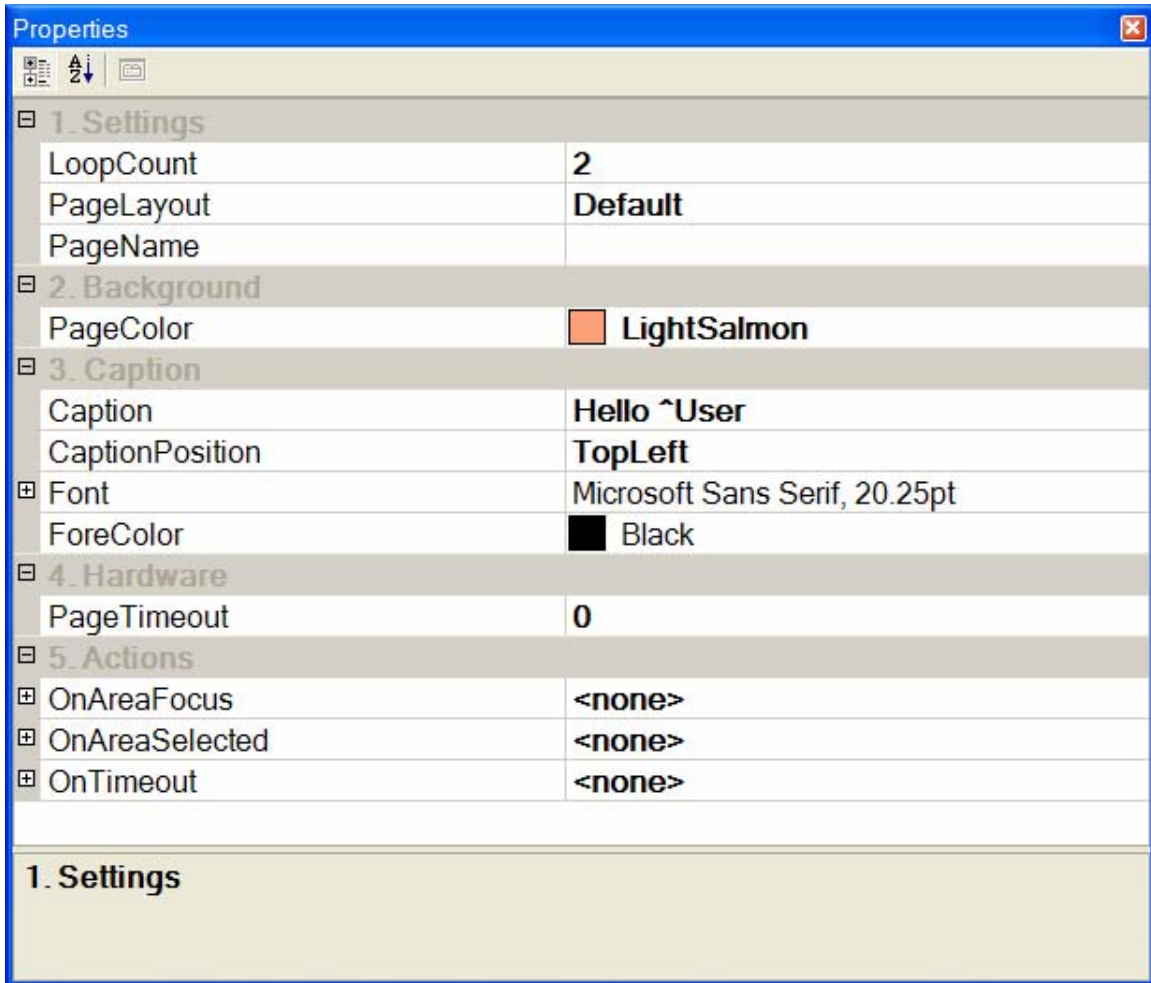 Properties
1. Settings
LoopCount 2
PageLayout Default
PageName
2. Background
PageColor LightSalmon
3. Caption
Caption Hello ^User
CaptionPosition TopLeft
Font Microsoft Sans Serif, 20.25pt
ForeColor Black
4. Hardware
PageTimeout 0
5. Actions
OnAreaFocus <none>
OnAreaSelected <none>
OnTimeout <none>
1. Settings